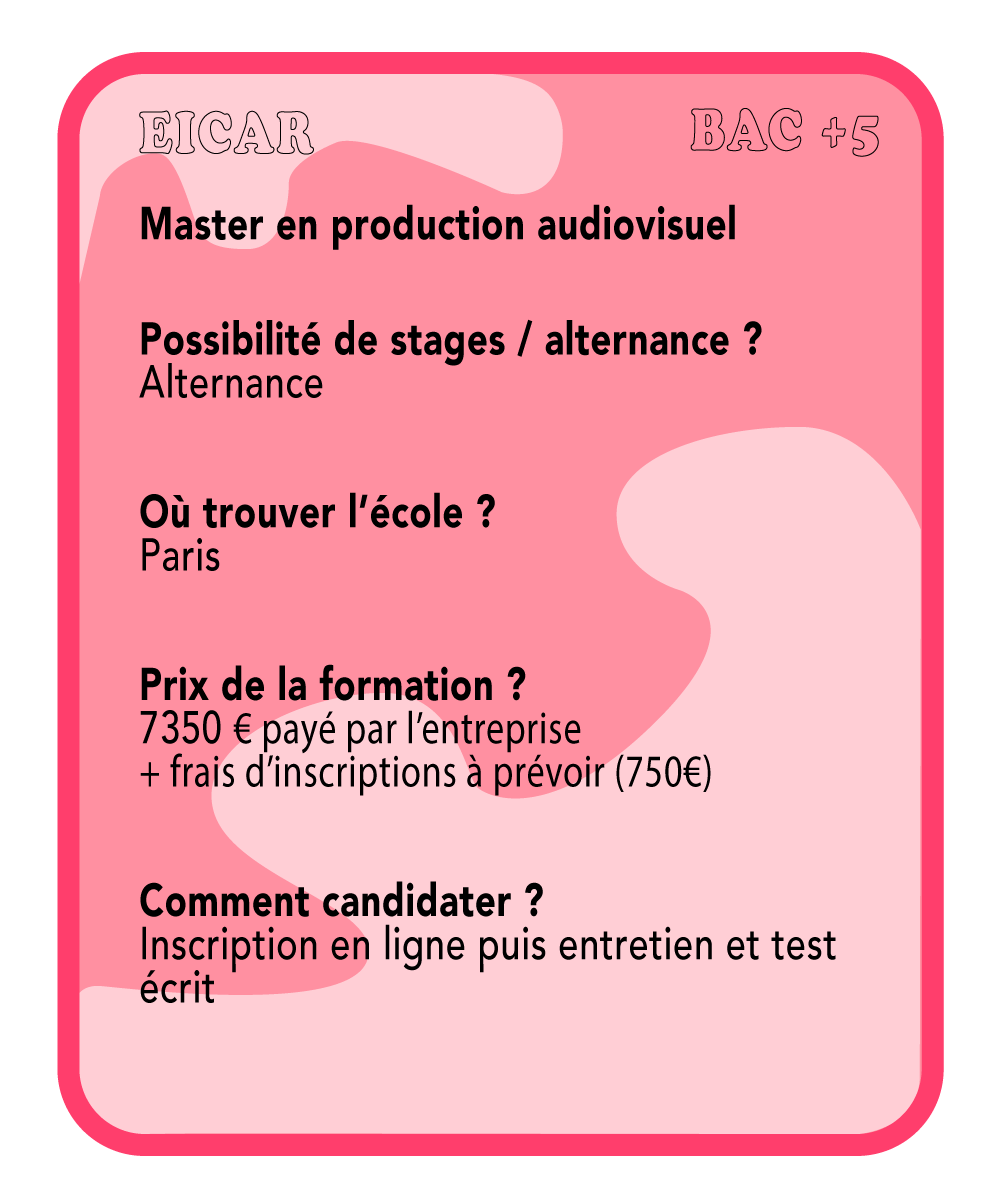 EICAR
BAC +5
Master en production audiovisuel
Possibilité de stages / alternance ?
Alternance
Où trouver l’école ?
Paris
Prix de la formation ?
7350 € payé par l’entreprise
+ frais d’inscriptions à prévoir (750€)
Comment candidater ?
Inscription en ligne puis entretien et test
écrit